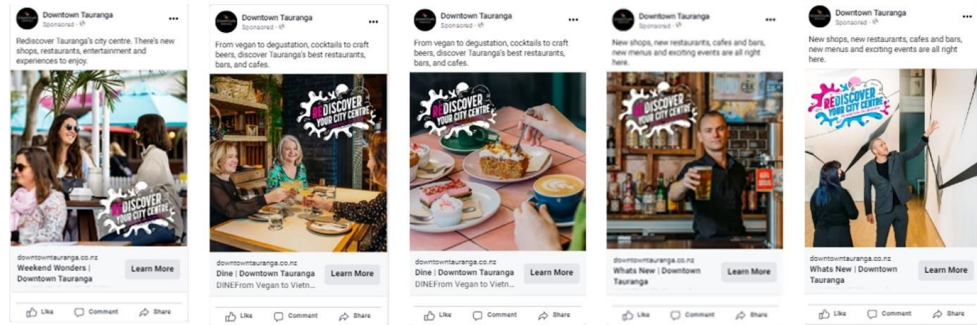 Downtown Tauranga
Sponsored ·
Rediscover Tauranga's city centre. There's new
shops, restaurants, entertainment and
experiences to enjoy.
REDISCOVER
YOUR CITY CENTRE
downtowntauranga.co.nz
Weekend Wonders |
Downtown Tauranga
Learn More
Like Comment Share
Downtown Tauranga
Sponsored ·
From vegan to degustation, cocktails to craft
beers, discover Tauranga's best restaurants,
bars, and cafes.
REDISCOVER
YOUR CITY CENTRE
downtowntauranga.co.nz
Dine | Downtown Tauranga
DINEFrom Vegan to Vietn...
Learn More
Like Comment Share
Downtown Tauranga
Sponsored ·
From vegan to degustation, cocktails to craft
beers, discover Tauranga's best restaurants,
bars, and cafes.
REDISCOVER
YOUR CITY CENTRE
downtowntauranga.co.nz
Dine | Downtown Tauranga
DINEFrom Vegan to Vietn...
Learn More
Like Comment Share
Downtown Tauranga
Sponsored ·
New shops, new restaurants, cafes and bars,
new menus and exciting events are all right
here.
REDISCOVER
YOUR CITY CENTRE
downtowntauranga.co.nz
Whats New | Downtown
Tauranga
Learn More
Like Comment Share
Downtown Tauranga
Sponsored ·
New shops, new restaurants, cafes and bars,
new menus and exciting events are all right
here.
REDISCOVER
YOUR CITY CENTRE
downtowntauranga.co.nz
Whats New | Downtown
Tauranga
Learn More
Like Comment Share